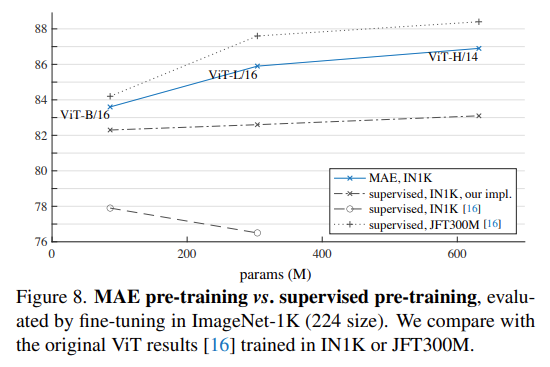 88
86
84
82
80
78
76
0
200
400
600
params (M)
ViT-B/16
ViT-L/16
ViT-H/14
MAE, IN1K
supervised, IN1K, our impl.
supervised, IN1K [16]
supervised, JFT300M [16]
Figure 8. MAE pre-training vs. supervised pre-training, evalu-
ated by fine-tuning in ImageNet-1K (224 size). We compare with
the original ViT results [16] trained in IN1K or JFT300M.